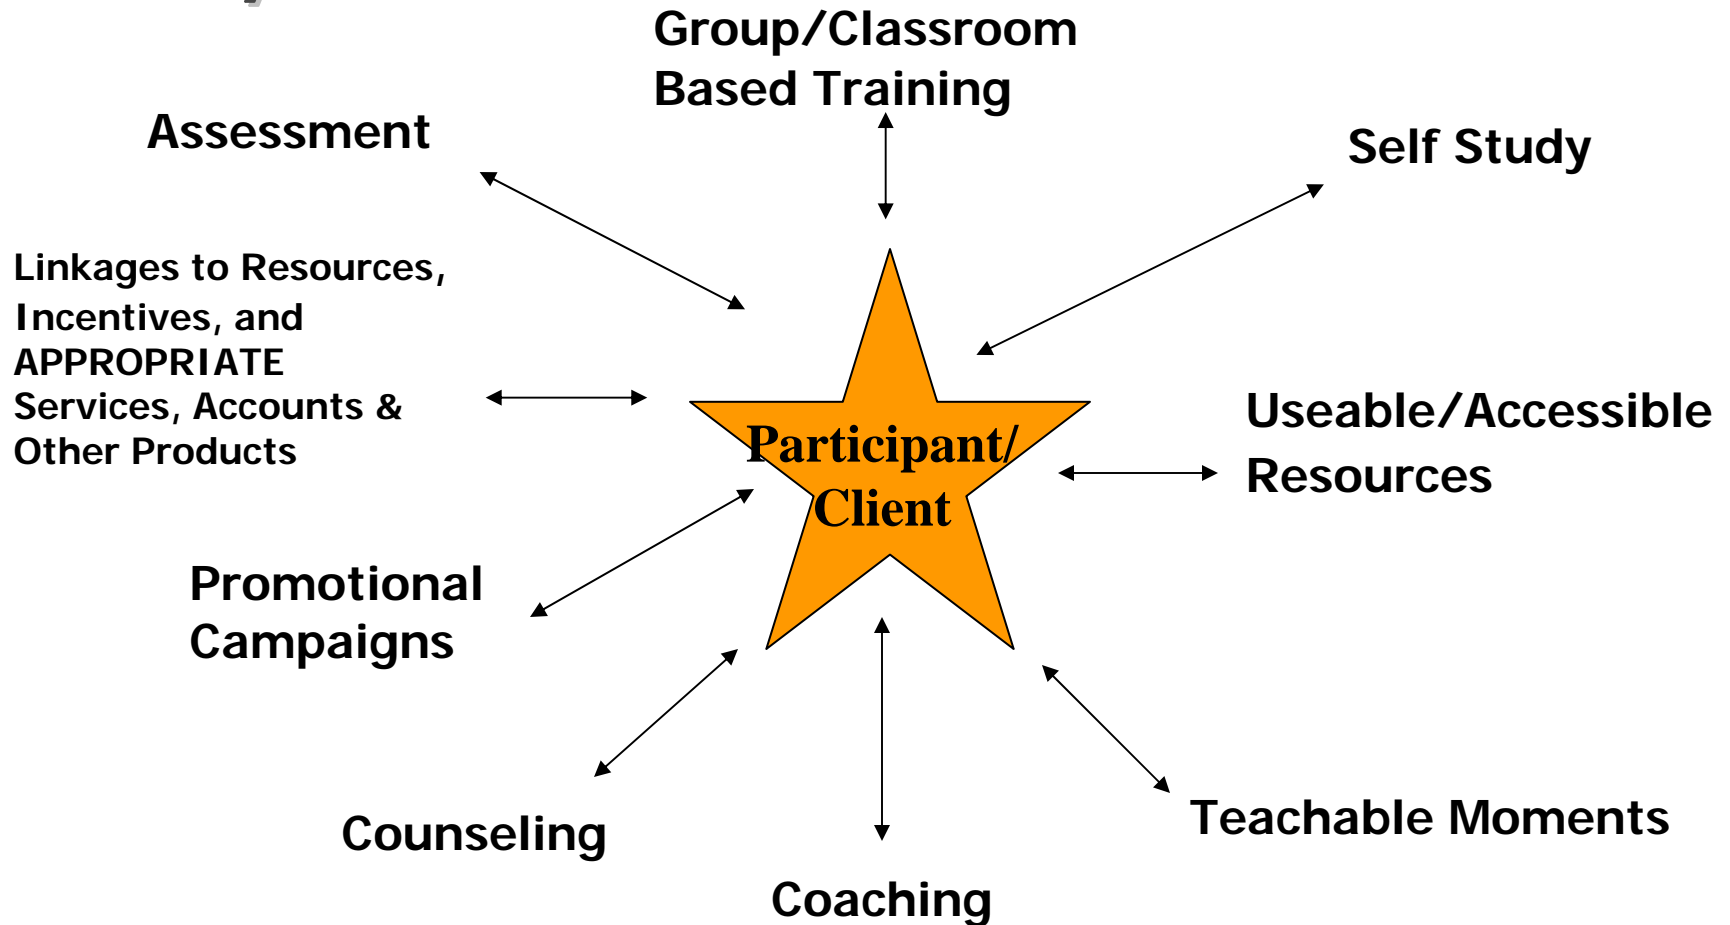 Group/Classroom
Based Training
Assessment
Self Study
Linkages to Resources,
Incentives, and
APPROPRIATE
Services, Accounts &
Other Products
Useable/Accessible
Resources
Participant/
Client
Promotional
Campaigns
Counseling
Teachable Moments
Coaching